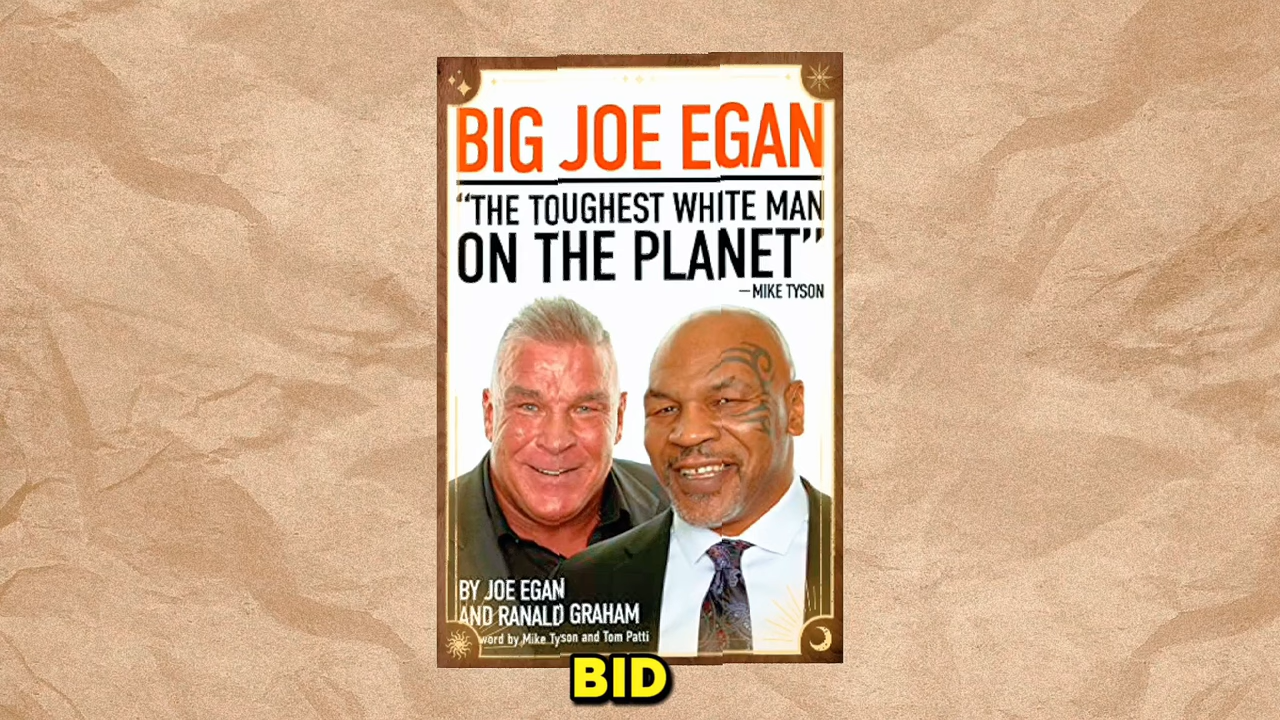 BIG JOE EGAN
“THE TOUGHEST WHITE MAN
ON THE PLANET”
—MIKE TYSON
BY JOE EGAN
AND RANALD GRAHAM
word by Mike Tyson and Tom Patti
BID